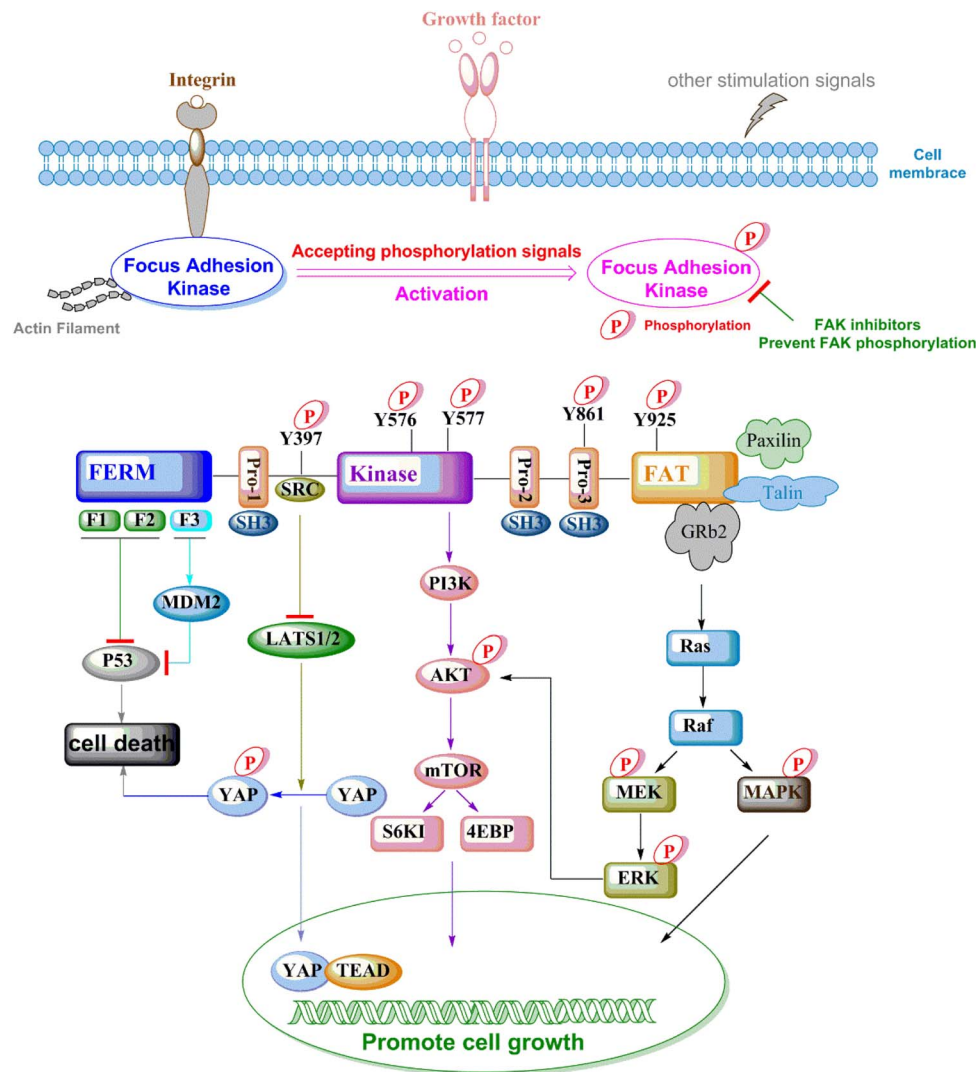 Growth factor
Integrin
other stimulation signals
Cell
membrace
Focus Adhesion
Kinase
Accepting phosphorylation signals
Activation
P
Focus Adhesion
Kinase
Actin Filament
P Phosphorylation
FAK inhibitors
Prevent FAK phosphorylation
P P P P P
Y397 Y576 Y577 Y861 Y925
Paxilin
FERM Pro-1 SRC Kinase Pro-2 Pro-3 FAT
Talin
F1 F2 F3 SH3 SH3 SH3
GRb2
PI3K
MDM2
LATS1/2
P53
P
AKT
Ras
cell death
Raf
mTOR
P
YAP YAP
P P
MEK MAPK
S6KI 4EBP
P
ERK
YAP TEAD
Promote cell growth